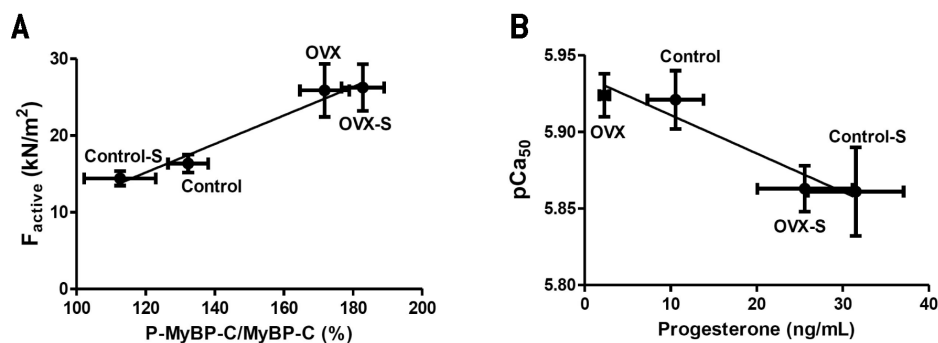 A
F_active (kN/m²)
30
20
10
0
OVX
OVX-S
Control-S
Control
100 120 140 160 180 200
P-MyBP-C/MyBP-C (%)
B
pCa₅₀
5.95
5.90
5.85
5.80
Control
OVX
Control-S
OVX-S
0 10 20 30 40
Progesterone (ng/mL)